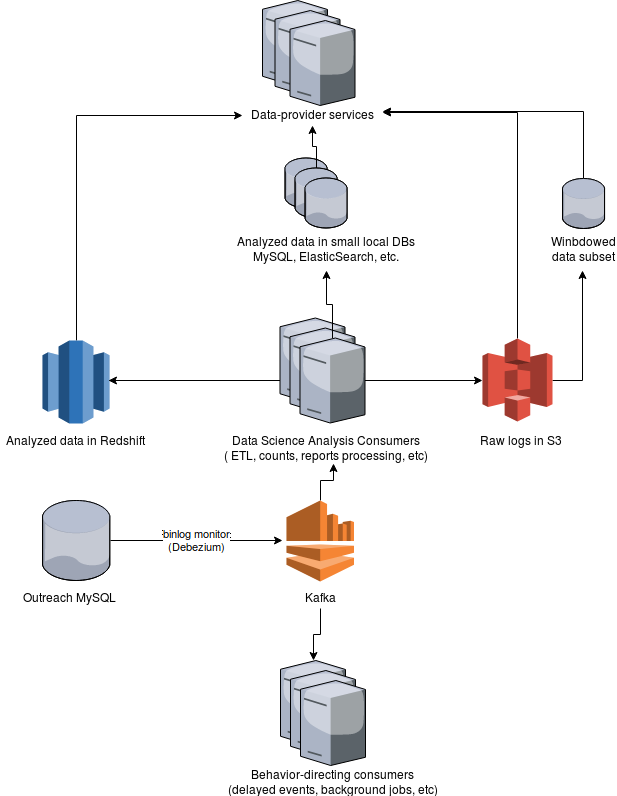 Data-provider services
Analyzed data in small local DBs
MySQL, ElasticSearch, etc.
Winbdowed
data subset
Analyzed data in Redshift
Data Science Analysis Consumers
( ETL, counts, reports processing, etc)
Raw logs in S3
binlog monitor:
(Debezium)
Outreach MySQL
Kafka
Behavior-directing consumers
(delayed events, background jobs, etc)